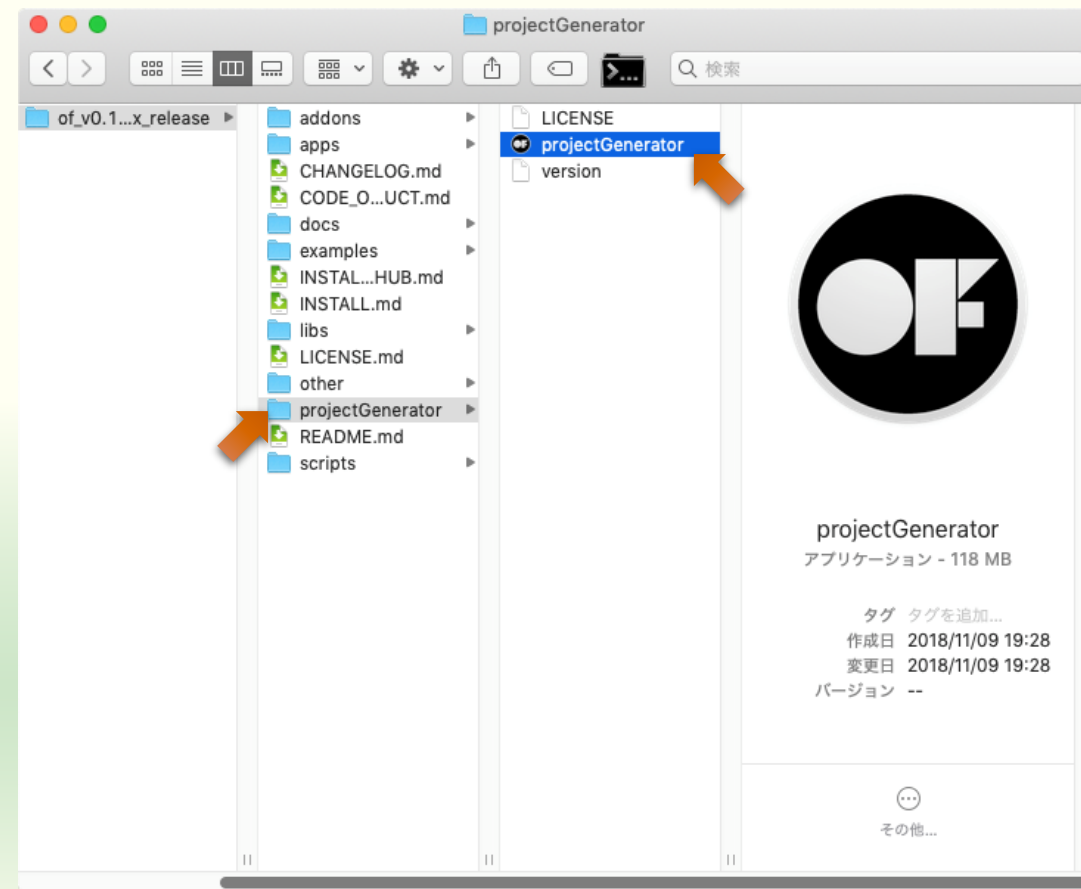 projectGenerator
検索
of_v0.1...x_release
addons
apps
CHANGELOG.md
CODE_O...UCT.md
docs
examples
INSTAL...HUB.md
INSTALL.md
libs
LICENSE.md
other
projectGenerator
README.md
scripts
LICENSE
projectGenerator
version
OF
projectGenerator
アプリケーション - 118 MB
タグ タグを追加...
作成日 2018/11/09 19:28
変更日 2018/11/09 19:28
バージョン --
その他...